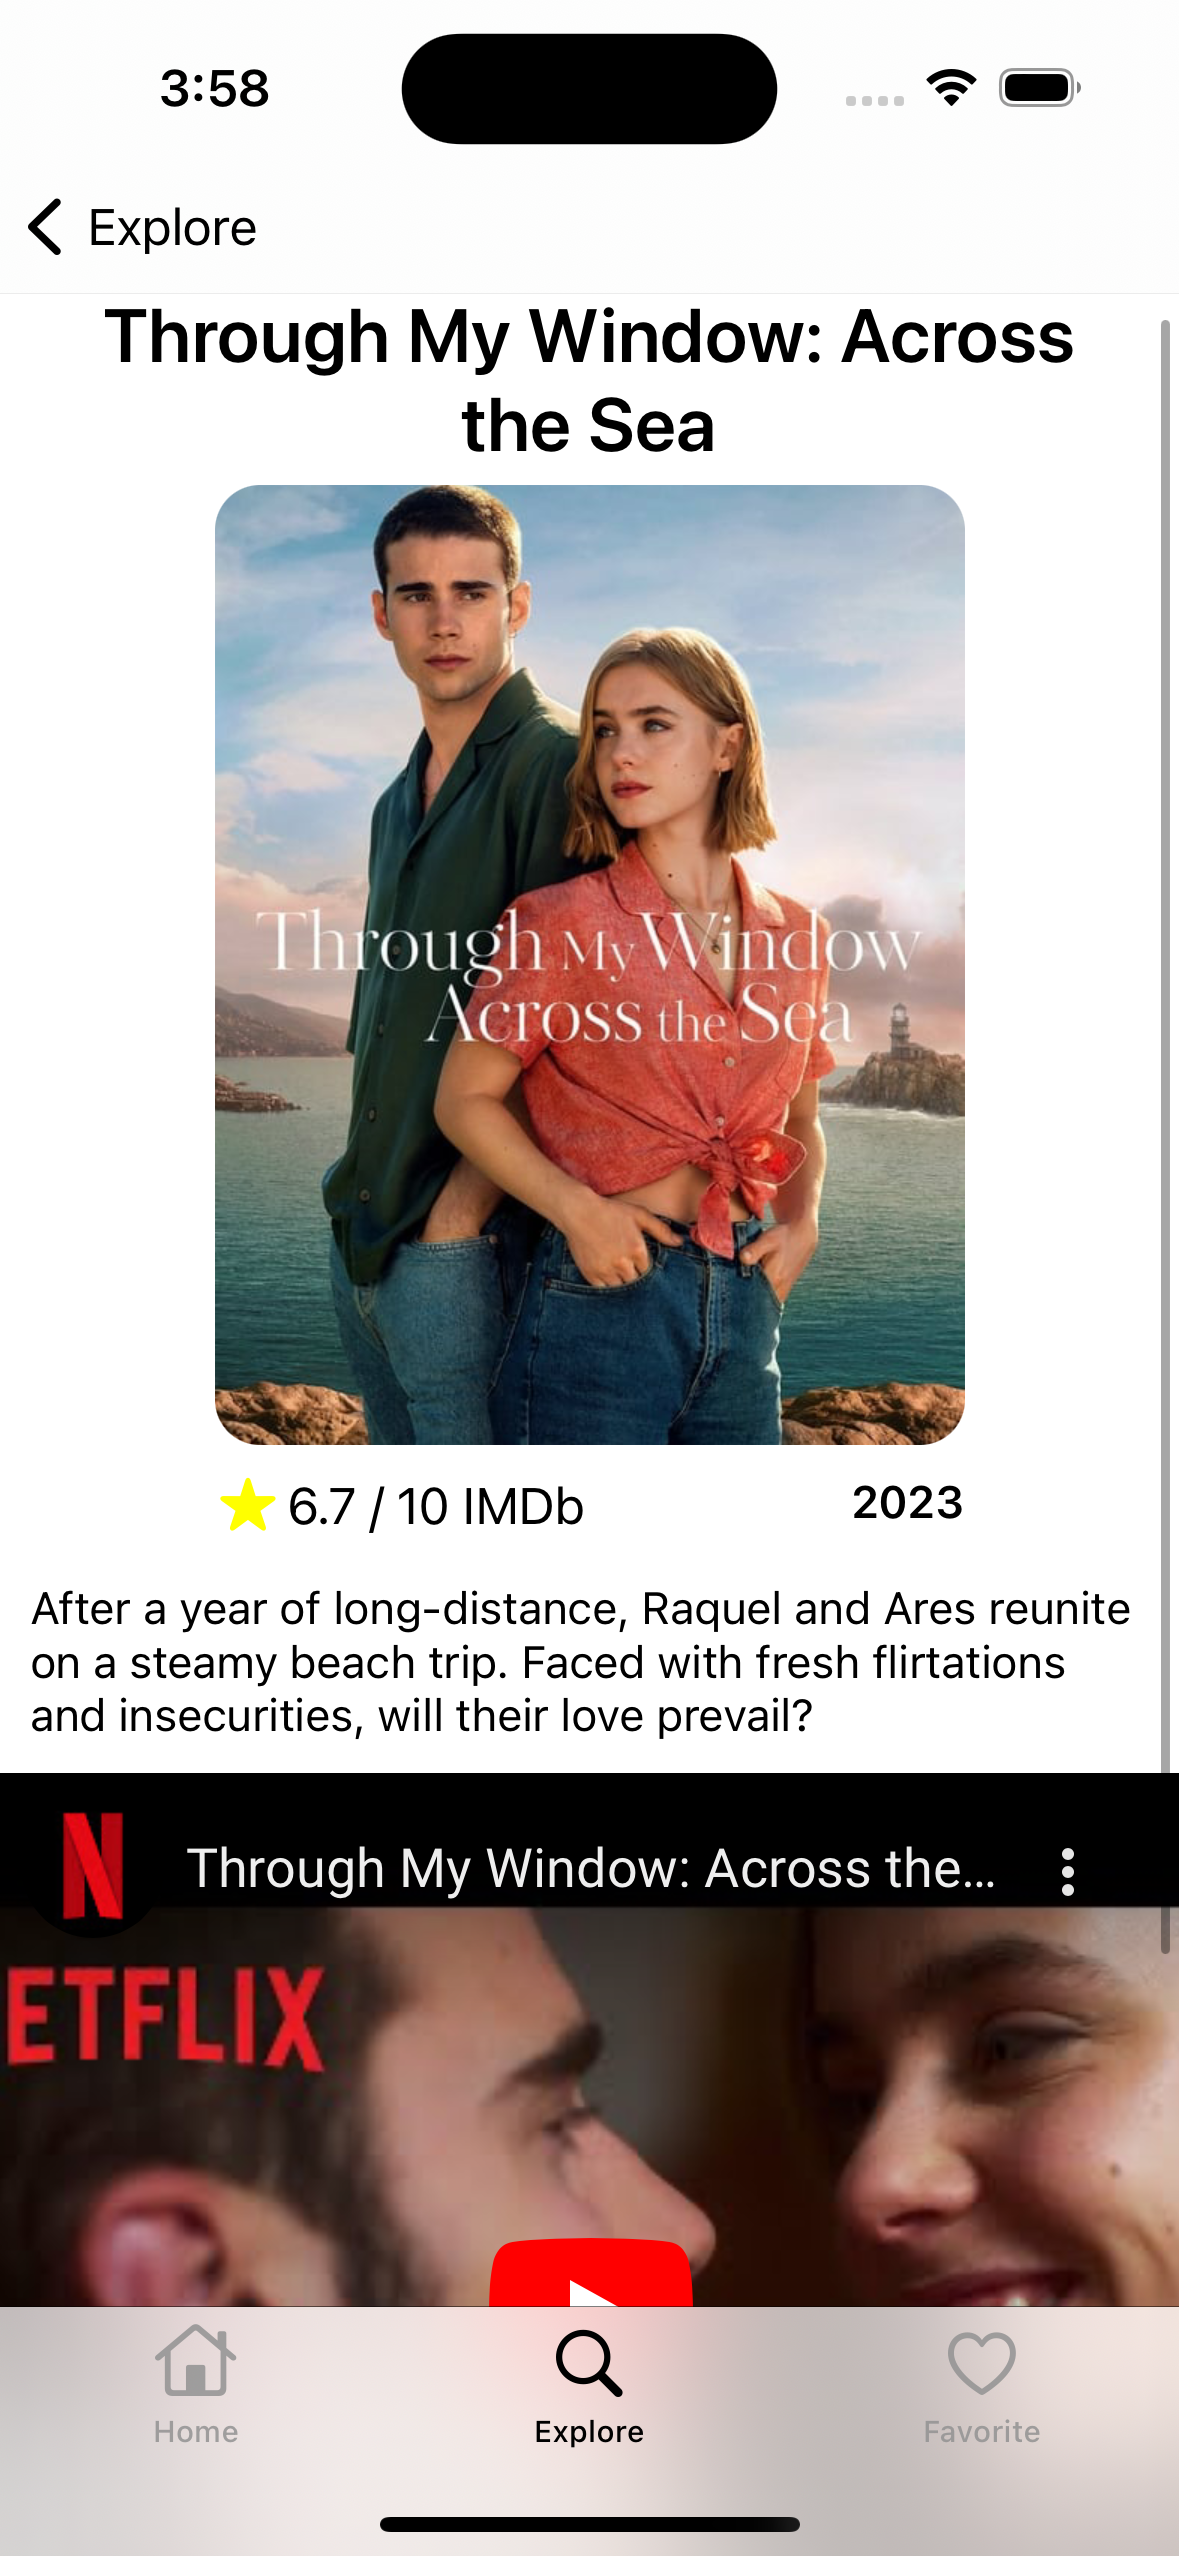 3:58
Explore
Through My Window: Across
the Sea
Through My Window
Across the Sea
6.7 / 10 IMDb
2023
After a year of long-distance, Raquel and Ares reunite
on a steamy beach trip. Faced with fresh flirtations
and insecurities, will their love prevail?
N
Through My Window: Across the...
ETFLIX
Home
Explore
Favorite